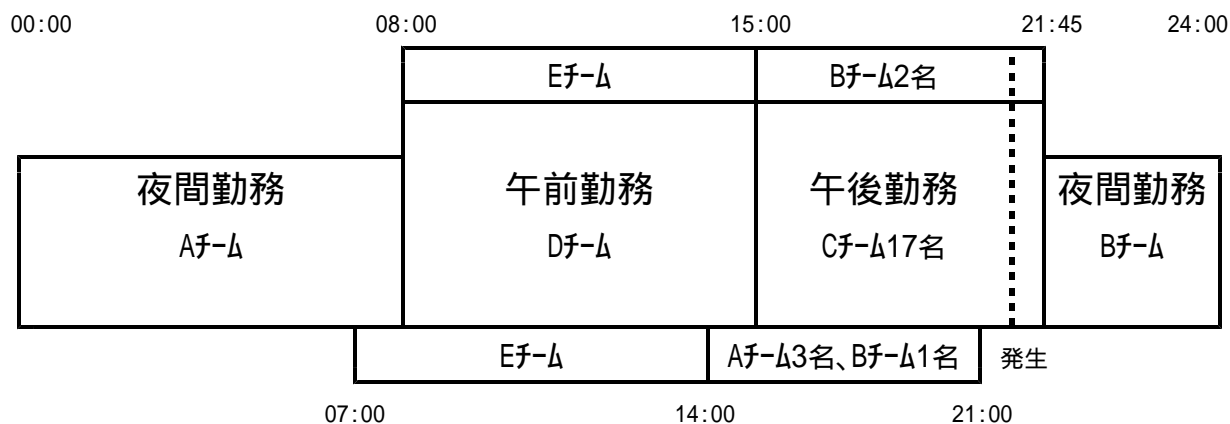 00:00 08:00 15:00 21:45 24:00
Eチーム Bチーム2名
夜間勤務 午前勤務 午後勤務 夜間勤務
Aチーム Dチーム Cチーム17名 Bチーム
Eチーム Aチーム3名、Bチーム1名 発生
07:00 14:00 21:00